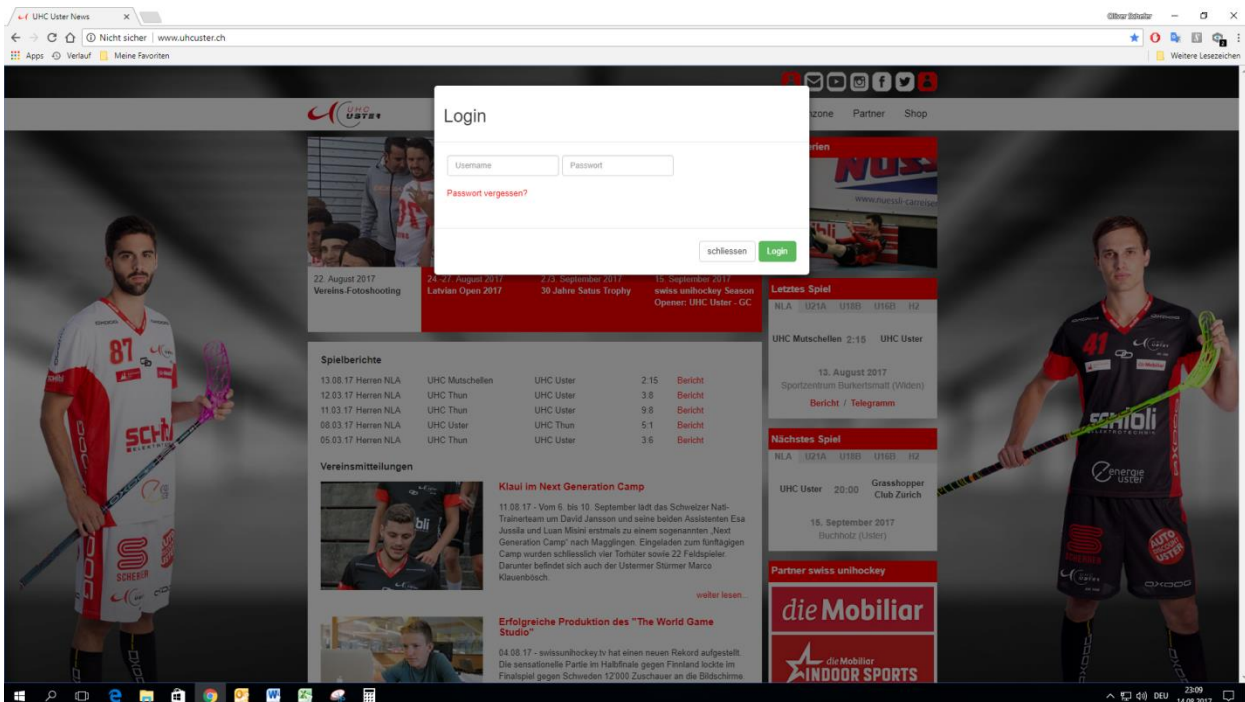 UHC Uster News
Nicht sicher | www.uhcuster.ch
Apps Verlauf Meine Favoriten
Weitere Lesezeichen
UHC
USTER
Partner Shop
Login
Username Passwort
Passwort vergessen?
schliessen Login
www.nuessli-carreisen
22. August 2017
Vereins-Fotoshooting
24.-27. August 2017
Latvian Open 2017
2./3. September 2017
30 Jahre Satus Trophy
15. September 2017
swiss unihockey Season
Opener: UHC Uster - GC
Letztes Spiel
NLA U21A U18B U16B H2
UHC Mutschellen 2:15 UHC Uster
12. August 2017
Sportzentrum Burkertsmatt (Widen)
Bericht / Telegramm
Spielberichte
13.08.17 Herren NLA UHC Mutschellen UHC Uster 2:15 Bericht
12.03.17 Herren NLA UHC Thun UHC Uster 3:8 Bericht
11.03.17 Herren NLA UHC Thun UHC Uster 9:8 Bericht
08.03.17 Herren NLA UHC Uster UHC Thun 5:1 Bericht
05.03.17 Herren NLA UHC Thun UHC Uster 3:6 Bericht
Nächstes Spiel
NLA U21A U18B U16B H2
UHC Uster 20:00 Grasshopper
Club Zürich
15. September 2017
Buchholz (Uster)
Vereinsmitteilungen
Klaui im Next Generation Camp
11.08.17 - Vom 6. bis 10. September lädt das Schweizer Nati-
Trainerteam um David Jansson und seine beiden Assistenten Esa
Jussila und Luan Misini erstmals zu einem sogenannten „Next
Generation Camp“ nach Magglingen. Eingeladen zum fünftägigen
Camp wurden schliesslich vier Torhüter sowie 22 Feldspieler.
Darunter befindet sich auch der Ustermer Stürmer Marco
Klauenbösch.
weiter lesen...
Erfolgreiche Produktion des "The World Game
Studio"
04.08.17 - swissunihockey.tv hat einen neuen Rekord aufgestellt.
Die sensationelle Partie im Halbfinale gegen Finnland lockte im
Finalspiel gegen Schweden 12'000 Zuschauer an die Bildschirme
Partner swiss unihockey
die Mobiliar
die Mobiliar
INDOOR SPORTS
87
schibli
SCHERRER
41
schibli
ELEKTROTECHNIK
energie
uster
AUTO
USTER
OXDOG
DEU
23:09
14.08.2017